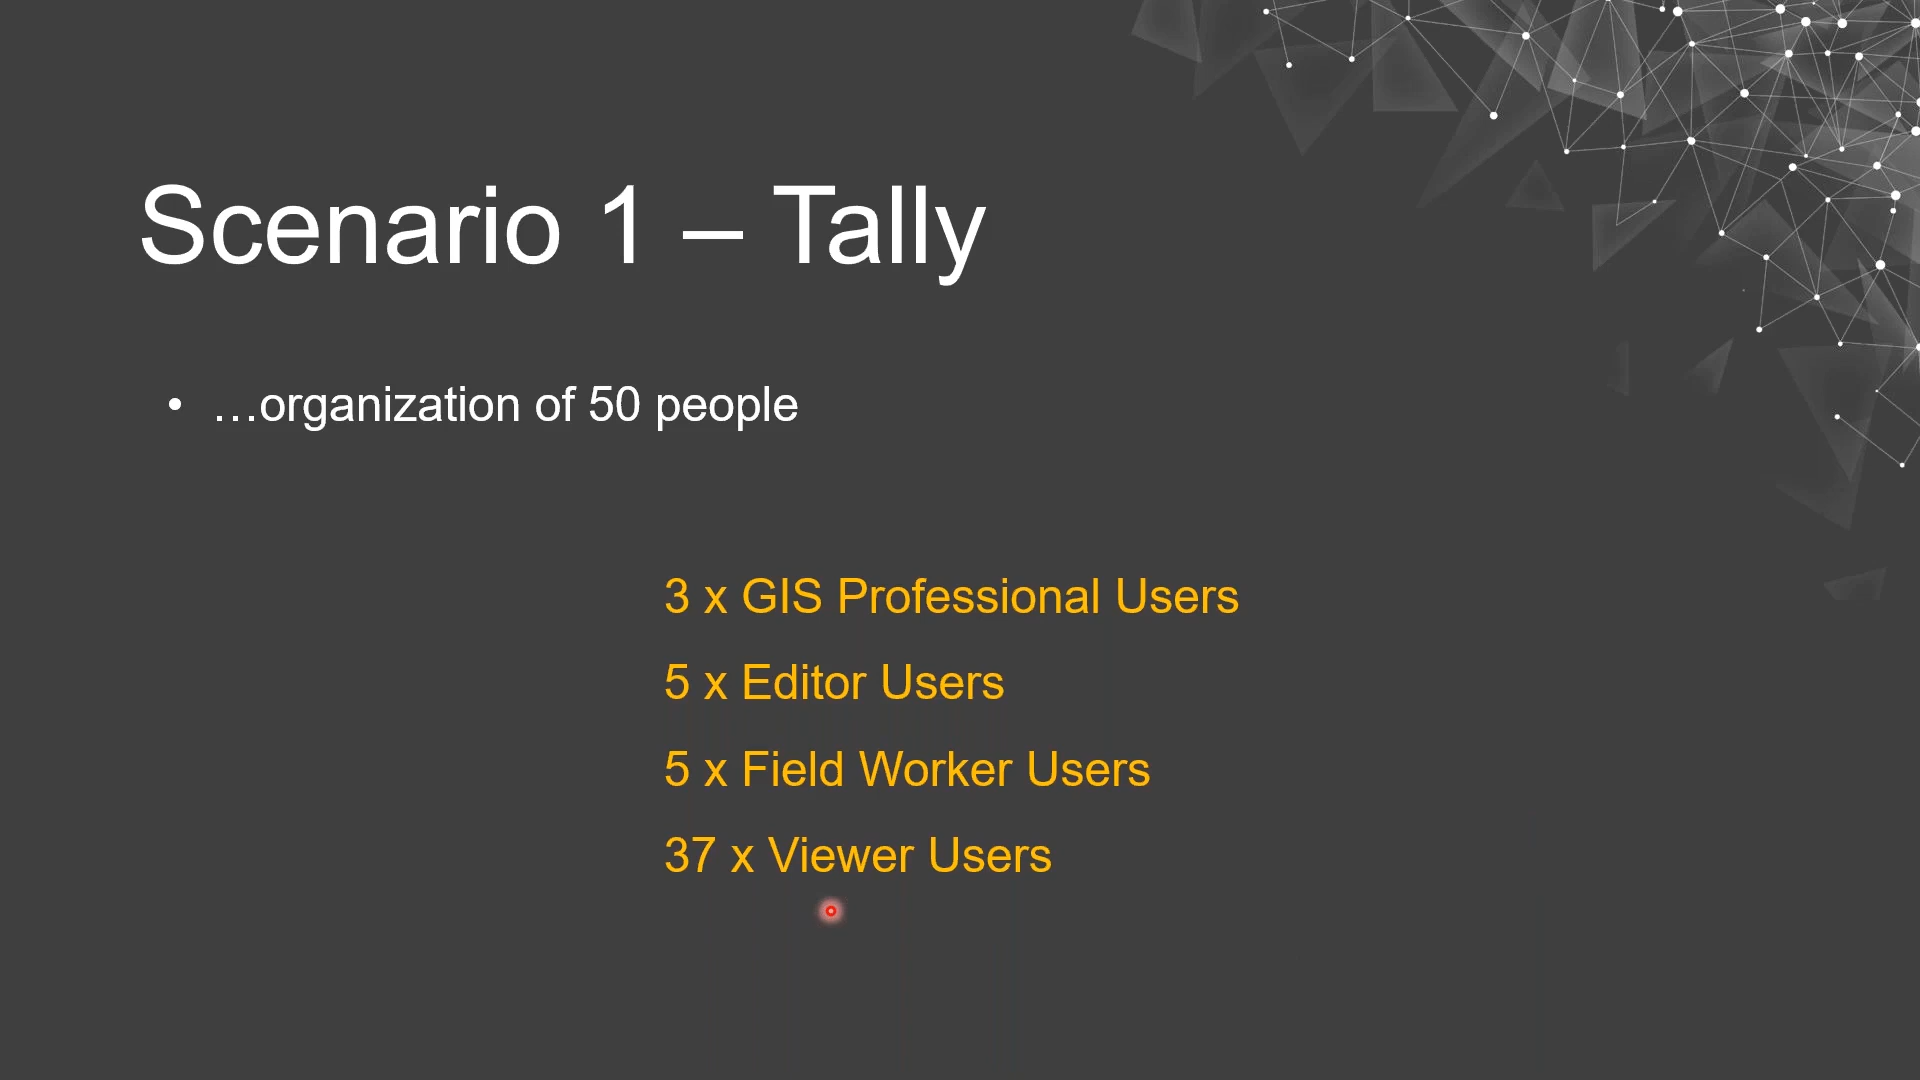 Scenario 1 – Tally
• …organization of 50 people
3 x GIS Professional Users
5 x Editor Users
5 x Field Worker Users
37 x Viewer Users